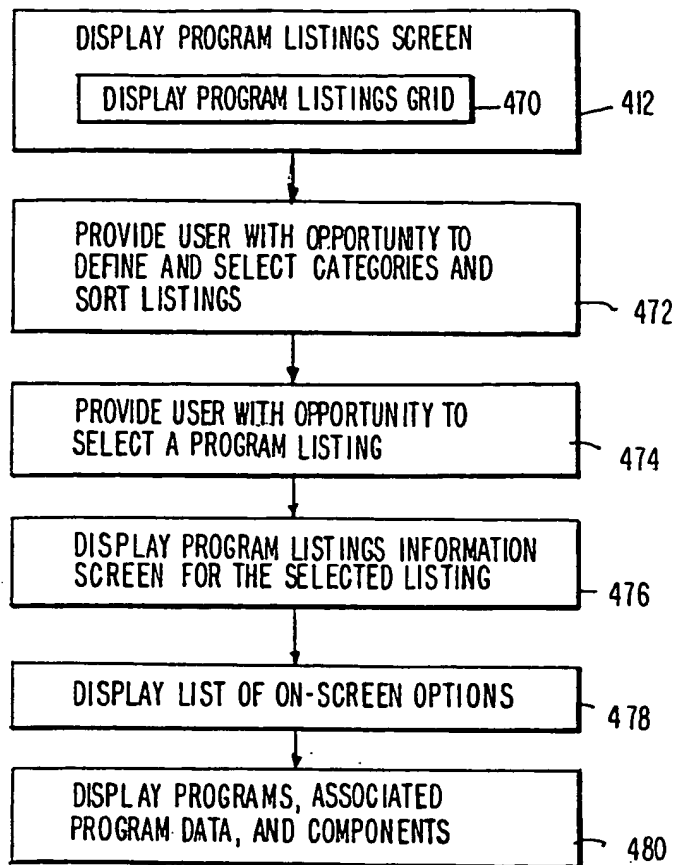 DISPLAY PROGRAM LISTINGS SCREEN
DISPLAY PROGRAM LISTINGS GRID 470
412
PROVIDE USER WITH OPPORTUNITY TO
DEFINE AND SELECT CATEGORIES AND
SORT LISTINGS
472
PROVIDE USER WITH OPPORTUNITY TO
SELECT A PROGRAM LISTING
474
DISPLAY PROGRAM LISTINGS INFORMATION
SCREEN FOR THE SELECTED LISTING
476
DISPLAY LIST OF ON-SCREEN OPTIONS
478
DISPLAY PROGRAMS, ASSOCIATED
PROGRAM DATA, AND COMPONENTS
480